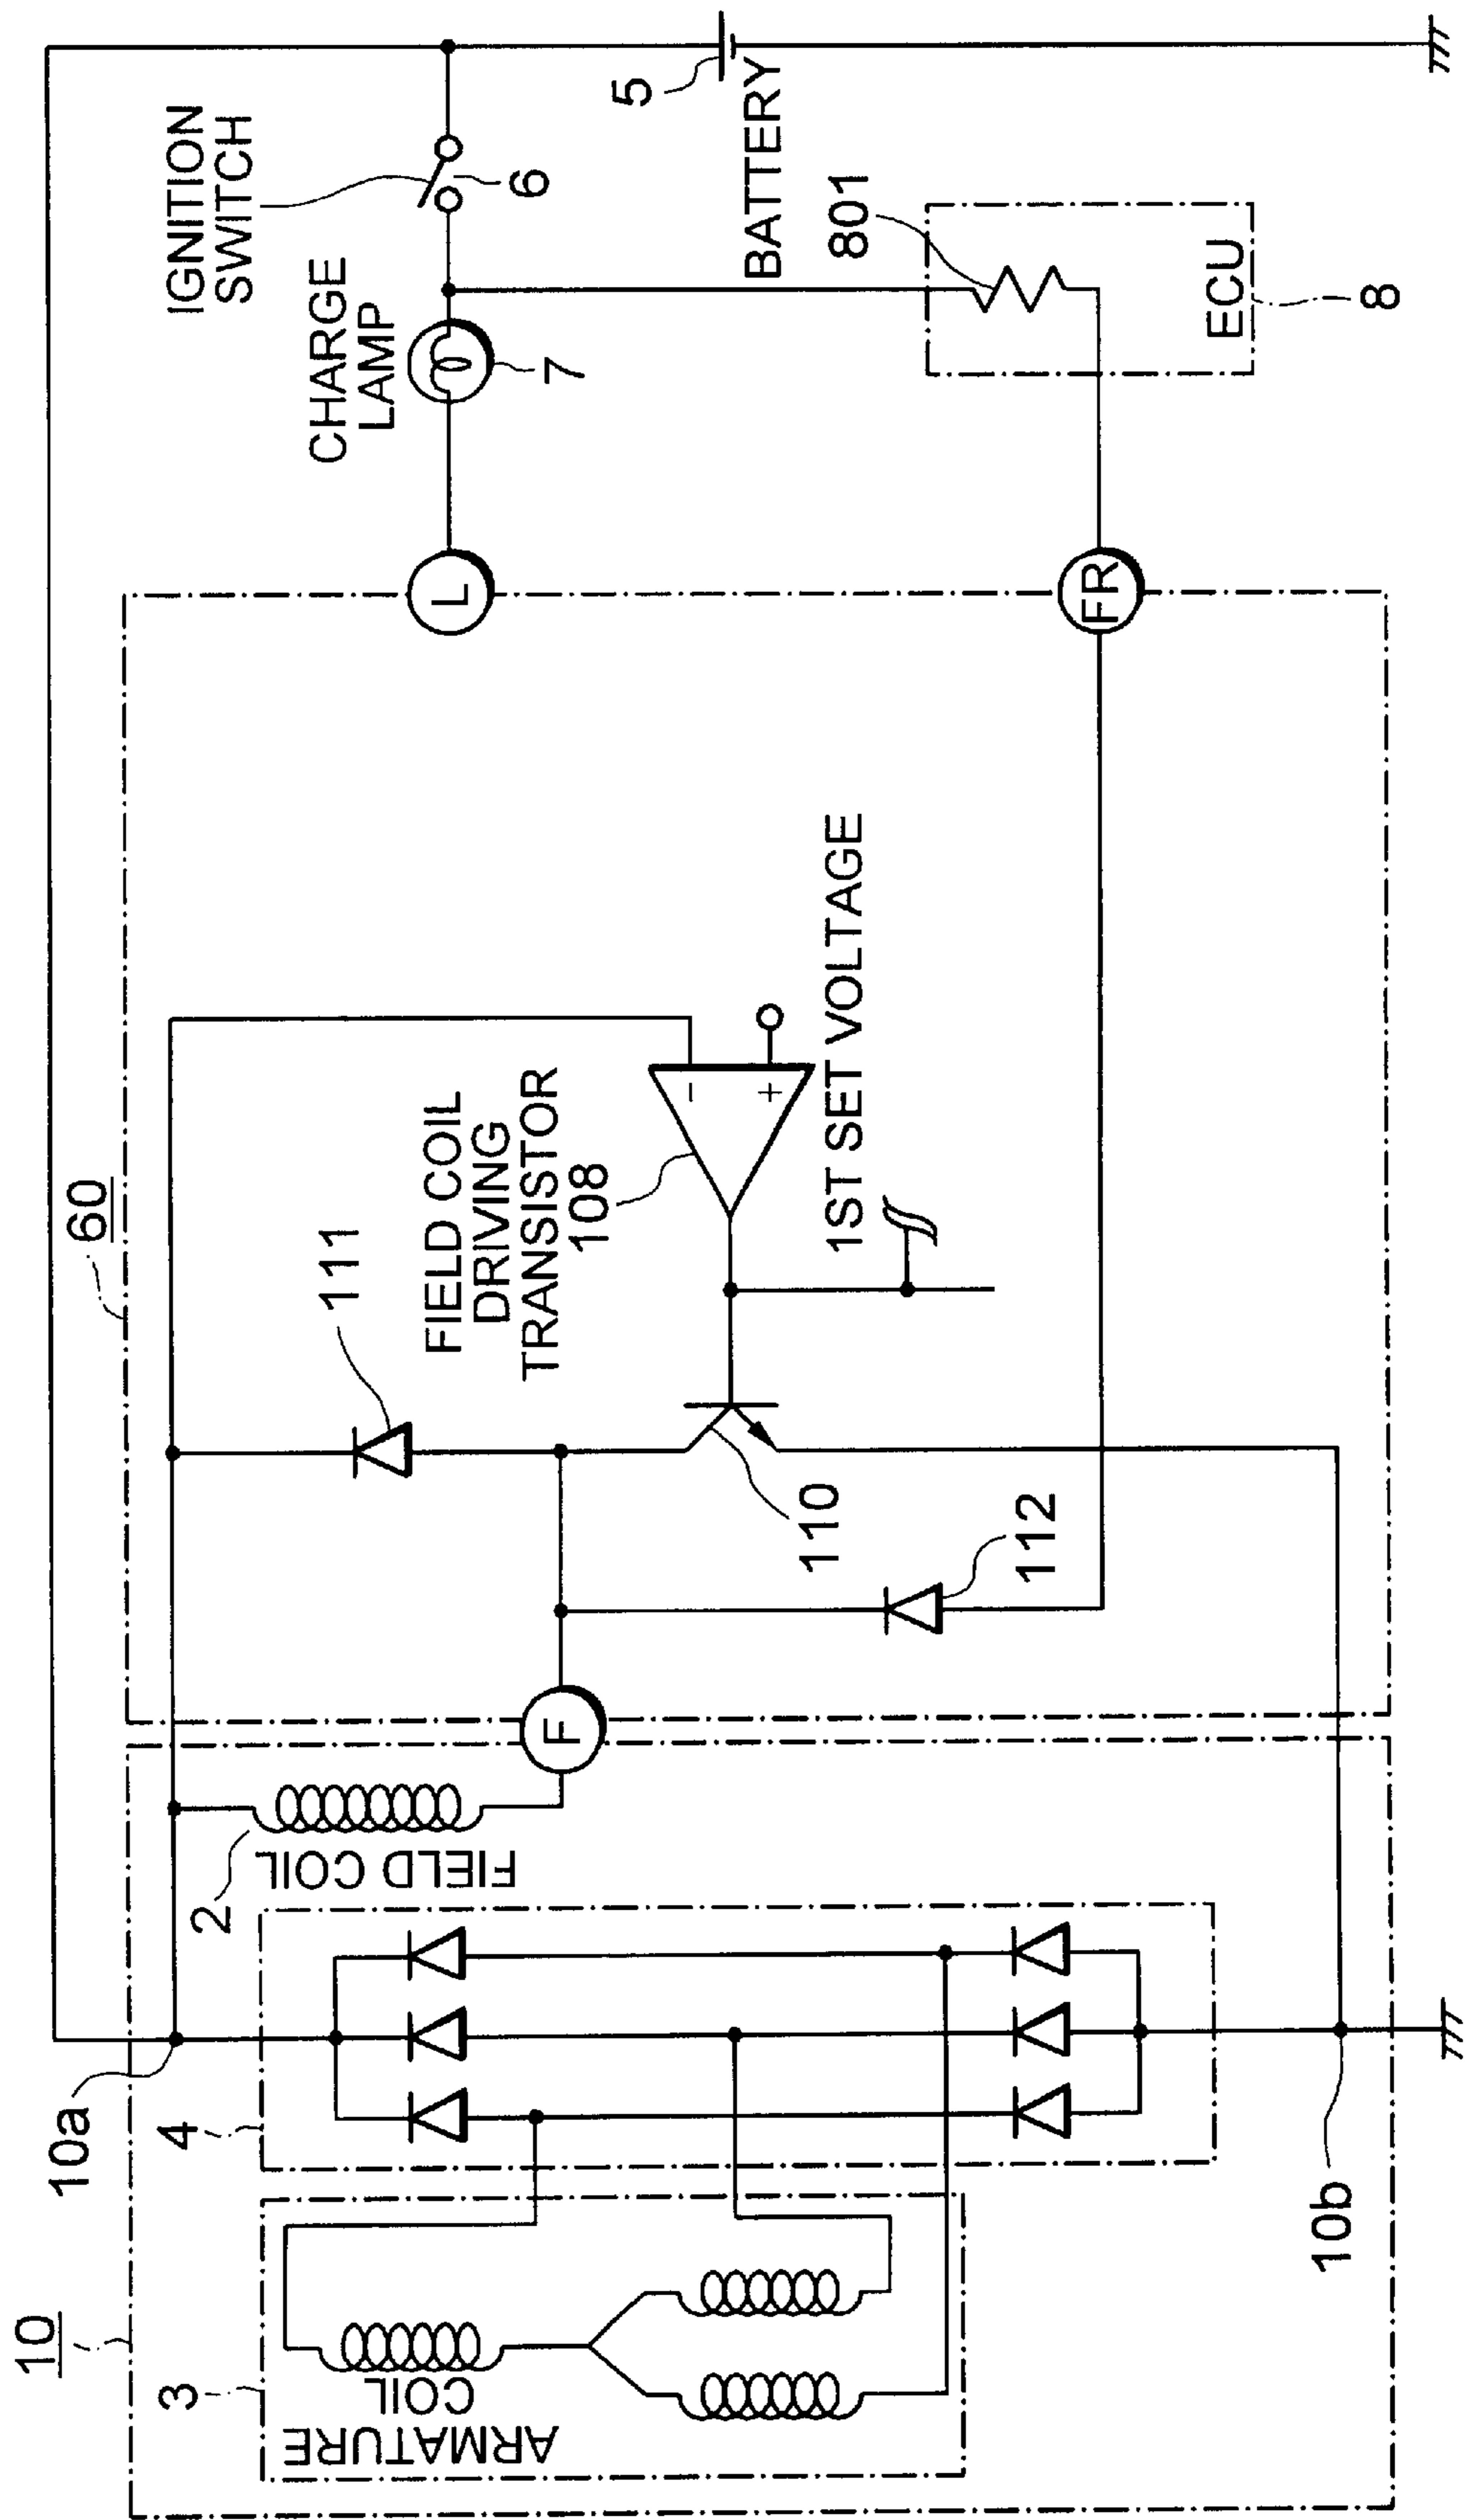 10
3
ARMATURE
COIL
4
10a
10b
2
FIELD COIL
F
60
111
112
110
FIELD COIL
DRIVING
TRANSISTOR
108
-
+
1ST SET VOLTAGE
L
FR
CHARGE
LAMP
7
IGNITION
SWITCH
6
5
BATTERY
801
ECU
8